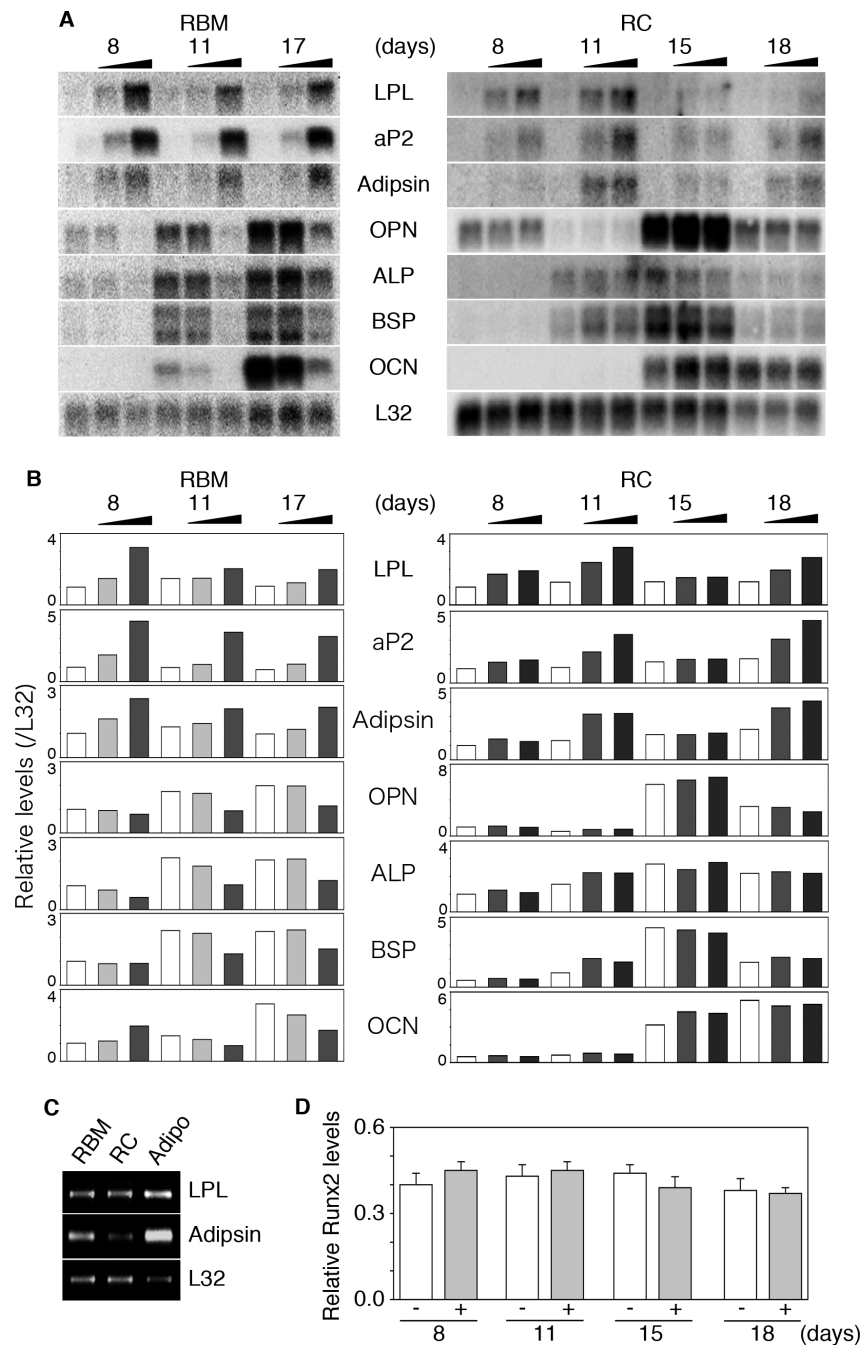 A
RBM
RC
8 11 17 (days) 8 11 15 18
LPL
aP2
Adipsin
OPN
ALP
BSP
OCN
L32
B
RBM
RC
8 11 17 (days) 8 11 15 18
Relative levels (/L32)
4 0 LPL 4 0
5 0 aP2 5 0
3 0 Adipsin 5 0
3 0 OPN 8 0
3 0 ALP 4 0
3 0 BSP 5 0
4 0 OCN 6 0
C
RBM RC Adipo
LPL
Adipsin
L32
D
Relative Runx2 levels
0.6
0.3
0.0
- + - + - + - +
8 11 15 18 (days)